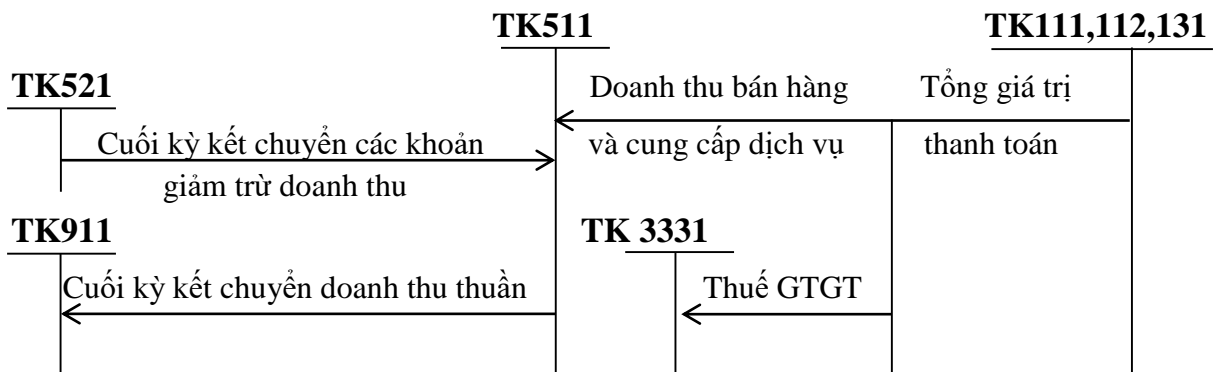 TK511
TK111,112,131
TK521
Doanh thu bán hàng
Tổng giá trị
Cuối kỳ kết chuyển các khoản
và cung cấp dịch vụ
thanh toán
giảm trừ doanh thu
TK911
TK 3331
Cuối kỳ kết chuyển doanh thu thuần
Thuế GTGT